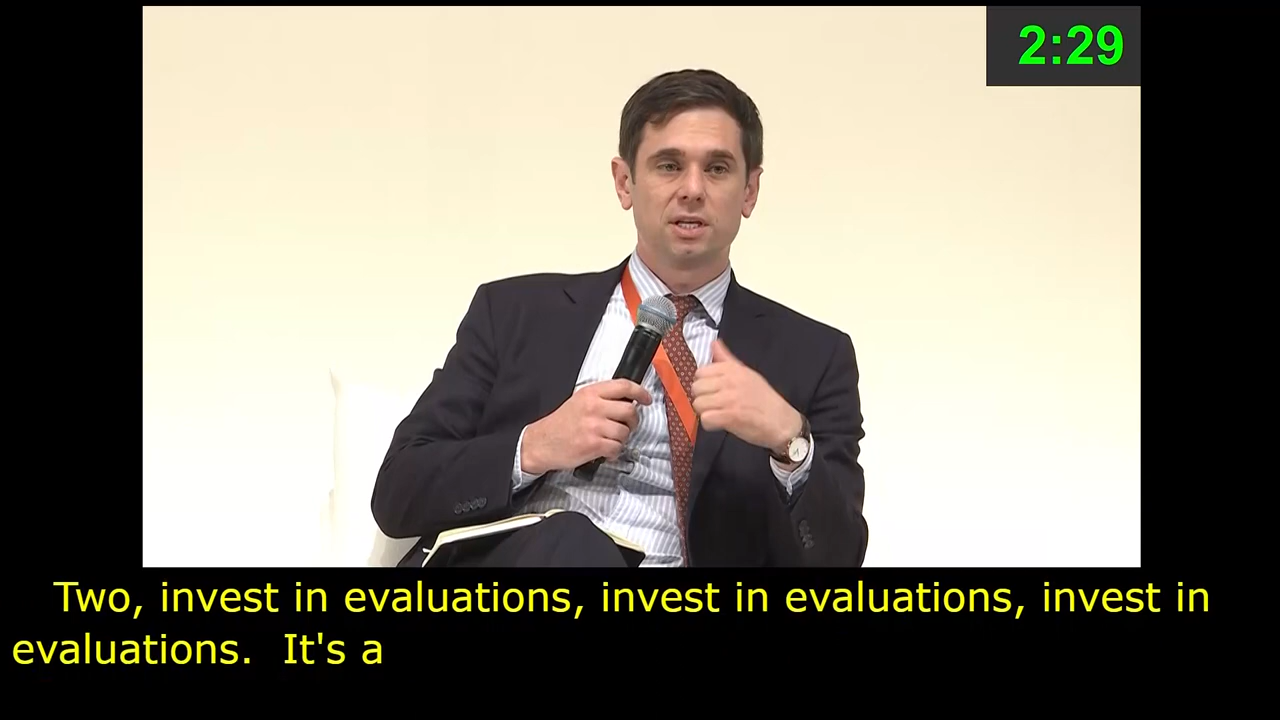 2:29
Two, invest in evaluations, invest in evaluations, invest in
evaluations.  It's a